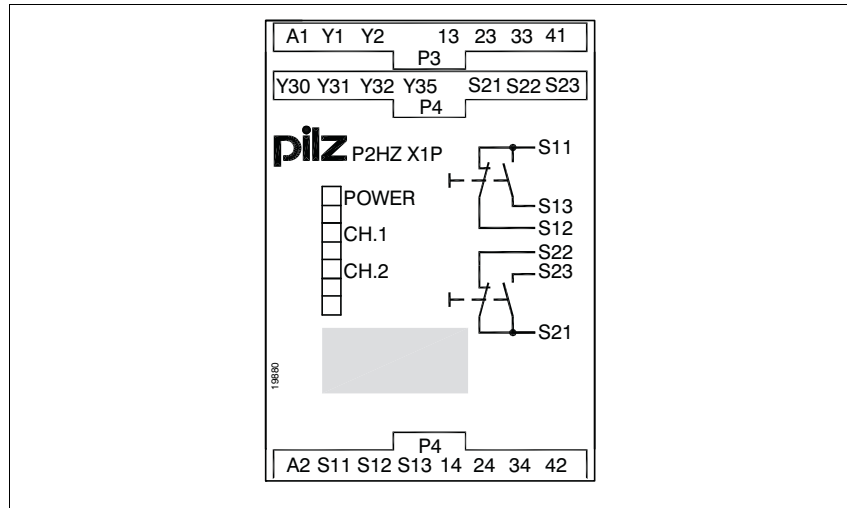 A1 Y1 Y2 13 23 33 41
P3
Y30 Y31 Y32 Y35 S21 S22 S23
P4
pilz P2HZ X1P
POWER
CH.1
CH.2
S11
S13
S12
S22
S23
S21
19880
P4
A2 S11 S12 S13 14 24 34 42